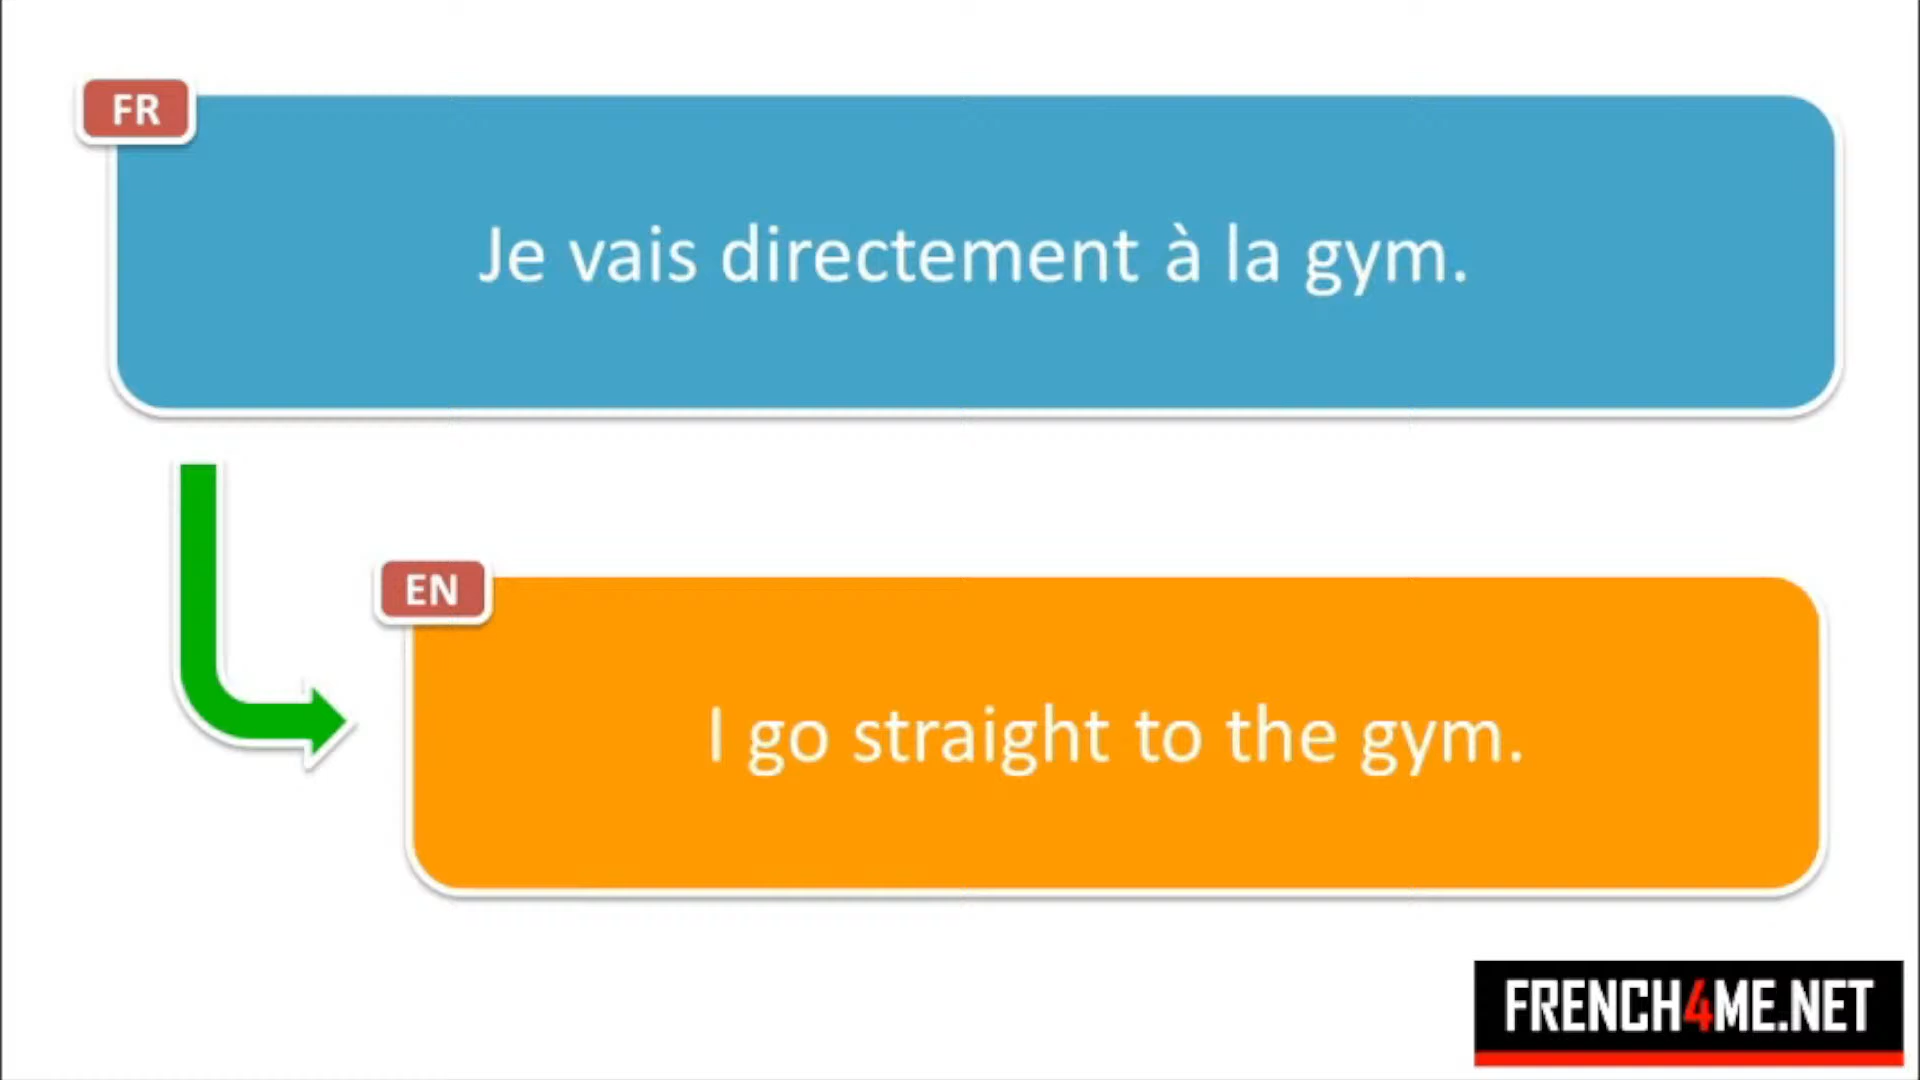 FR
Je vais directement à la gym.
EN
I go straight to the gym.
FRENCH4ME.NET